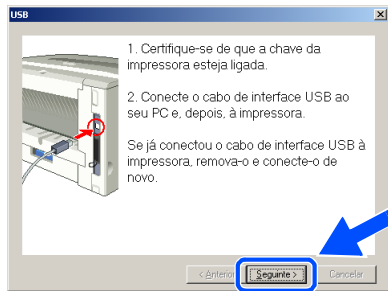 USB
1. Certifique-se de que a chave da
impressora esteja ligada.
2. Conecte o cabo de interface USB ao
seu PC e, depois, à impressora.
Se já conectou o cabo de interface USB à
impressora, remova-o e conecte-o de
novo.
< Anterior Seguinte > Cancelar